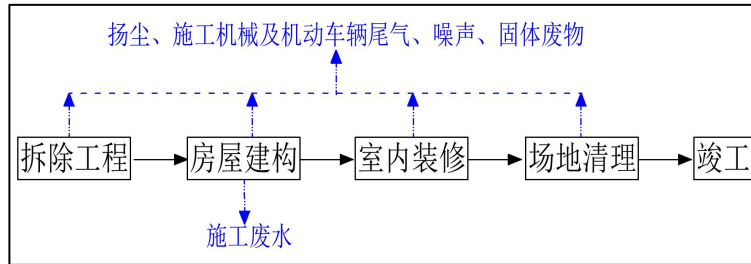 扬尘、施工机械及机动车辆尾气、噪声、固体废物
拆除工程 房屋建构 室内装修 场地清理 竣工
施工废水